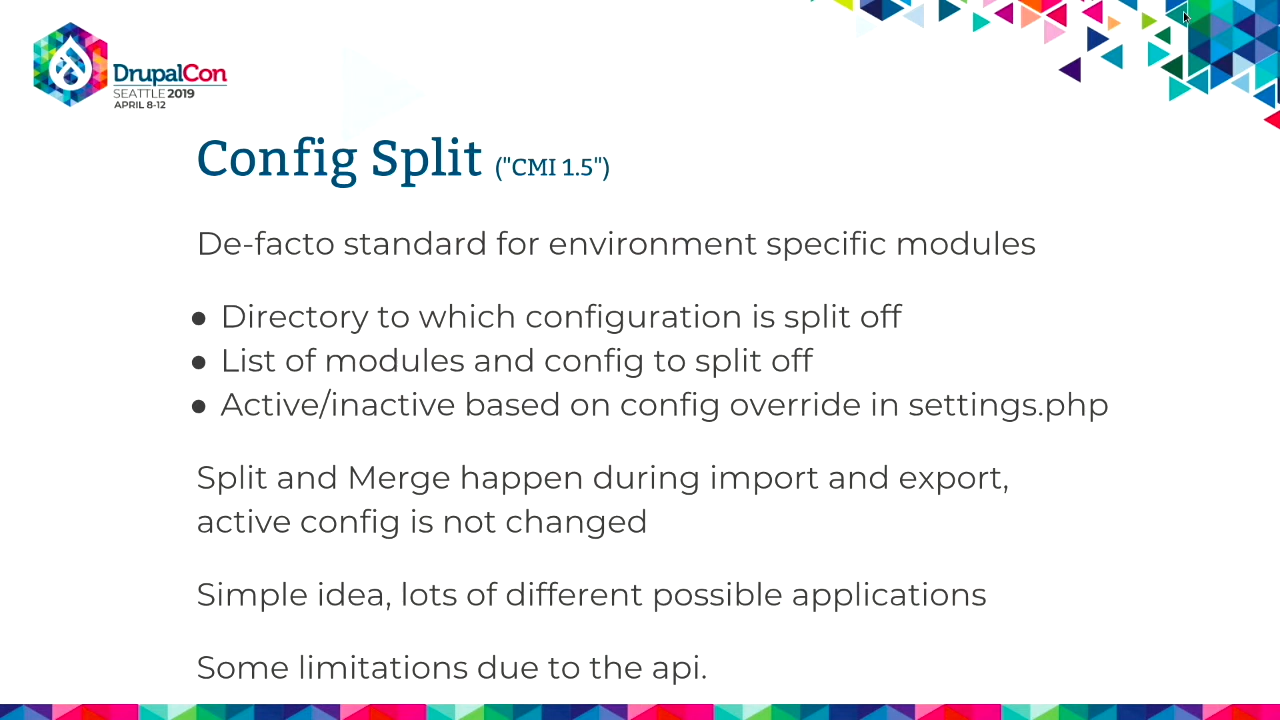 DrupalCon
SEATTLE 2019
APRIL 8-12
Config Split ("CMI 1.5")
De-facto standard for environment specific modules
● Directory to which configuration is split off
● List of modules and config to split off
● Active/inactive based on config override in settings.php
Split and Merge happen during import and export,
active config is not changed
Simple idea, lots of different possible applications
Some limitations due to the api.